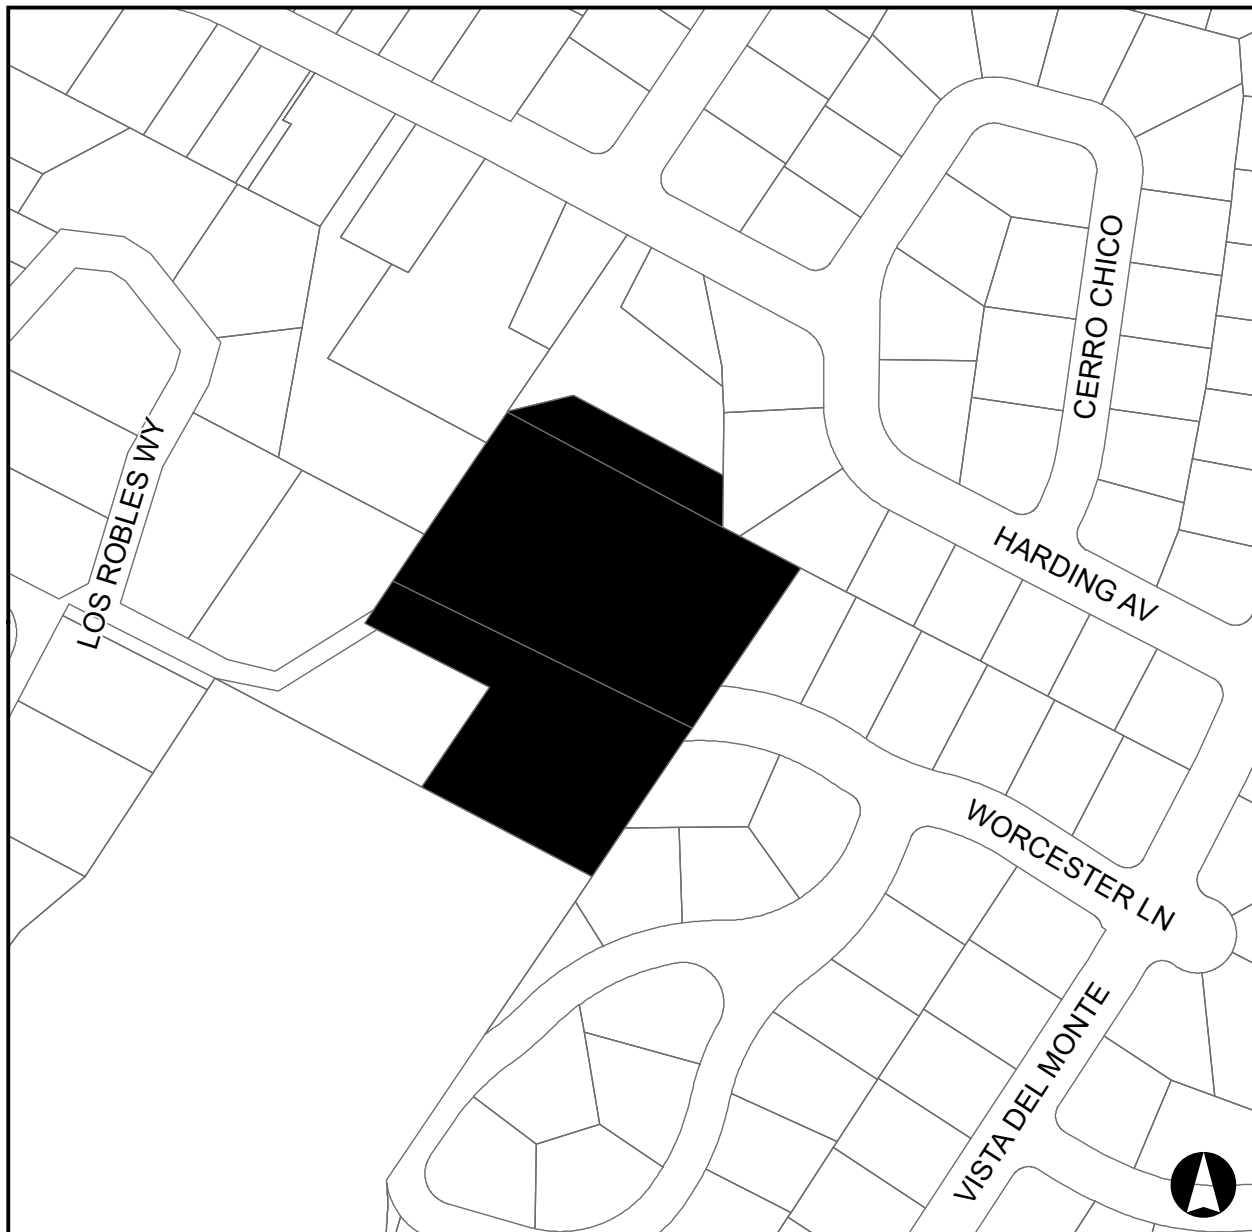 CERRO CHICO
LOS ROBLES WY
HARDING AV
WORCESTER LN
VISTA DEL MONTE